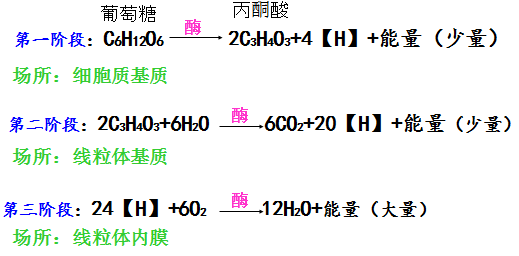 葡萄糖 丙酮酸
第一阶段：C6H12O6 酶 2C3H4O3+4【H】+能量（少量）
场所：细胞质基质
第二阶段：2C3H4O3+6H2O 酶 6CO2+20【H】+能量（少量）
场所：线粒体基质
第三阶段：24【H】+6O2 酶 12H2O+能量（大量）
场所：线粒体内膜